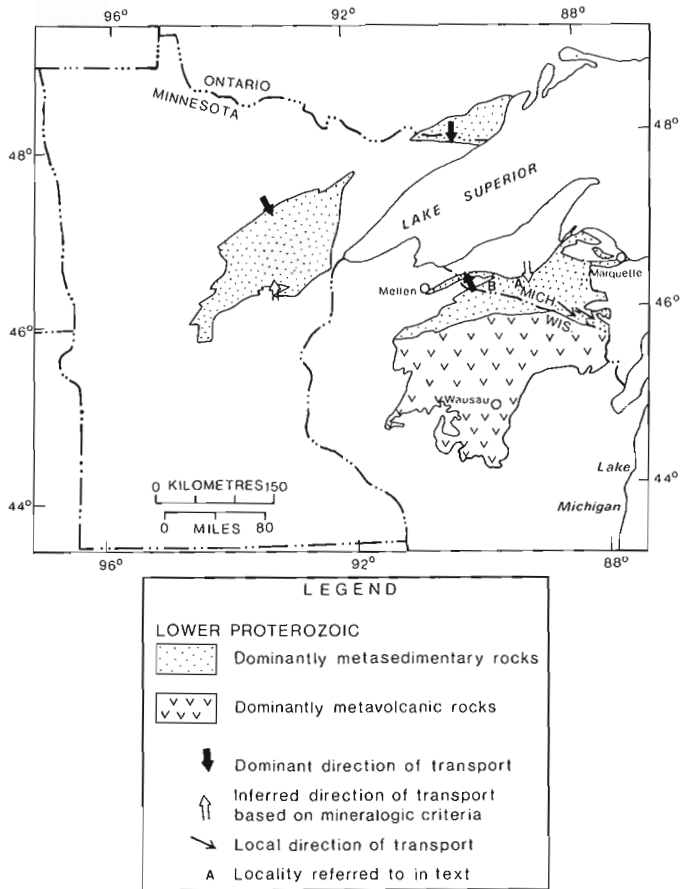 96° 92° 88°
ONTARIO
MINNESOTA
48° 48°
LAKE SUPERIOR
Marquette
Mellen
B A MICH
46° WIS. 46°
Wausau
0 KILOMETRES 150
0 MILES 80
Lake
Michigan
44° 44°
96° 92° 88°
LEGEND
LOWER PROTEROZOIC
Dominantly metasedimentary rocks
Dominantly metavolcanic rocks
Dominant direction of transport
Inferred direction of transport
based on mineralogic criteria
Local direction of transport
A Locality referred to in text